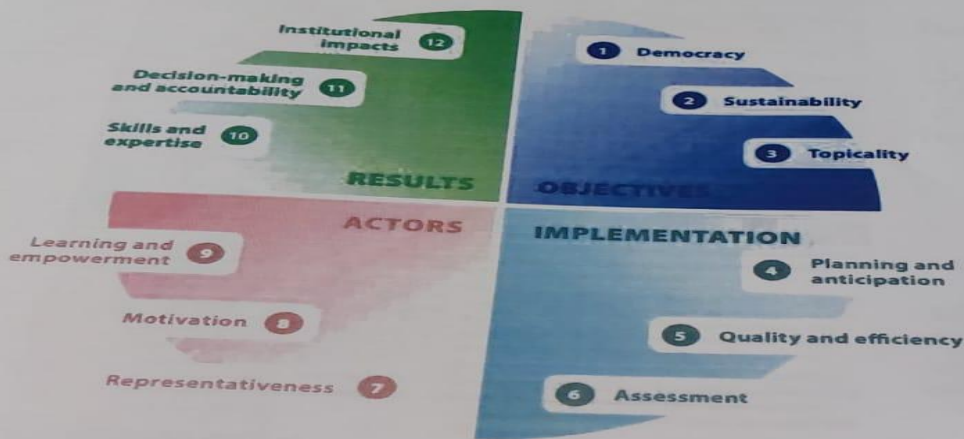 Institutional
impacts
12
Decision-making
and accountability
11
Skills and
expertise
10
RESULTS
1 Democracy
2 Sustainability
3 Topicality
OBJECTIVES
ACTORS
Learning and
empowerment
9
Motivation 8
Representativeness 7
IMPLEMENTATION
4 Planning and
anticipation
5 Quality and efficiency
6 Assessment